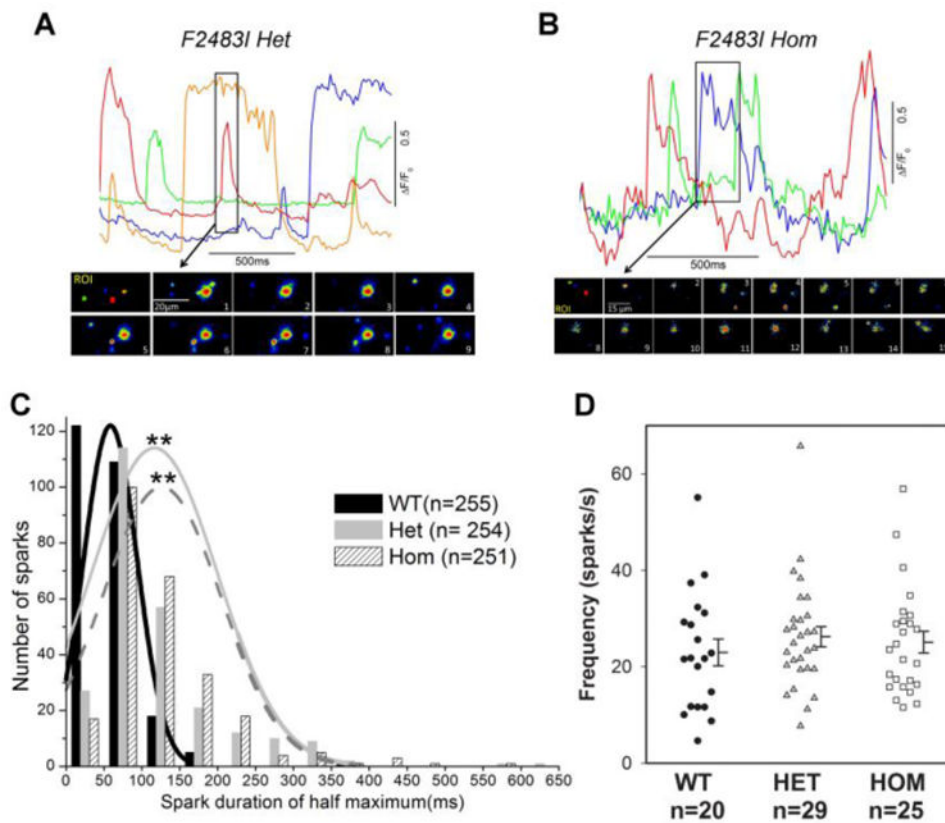 A
F2483I Het
0.5
ΔF/F₀
500ms
ROI
20μm
1
2
3
4
5
6
7
8
9
B
F2483I Hom
0.5
ΔF/F₀
500ms
ROI
15 μm
2
3
4
5
6
8
9
10
11
12
13
14
15
C
Number of sparks
120
100
80
60
40
20
0
**
**
WT(n=255)
Het (n= 254)
Hom (n=251)
0 50 100 150 200 250 300 350 400 450 500 550 600 650
Spark duration of half maximum(ms)
D
Frequency (sparks/s)
60
40
20
0
WT HET HOM
n=20 n=29 n=25